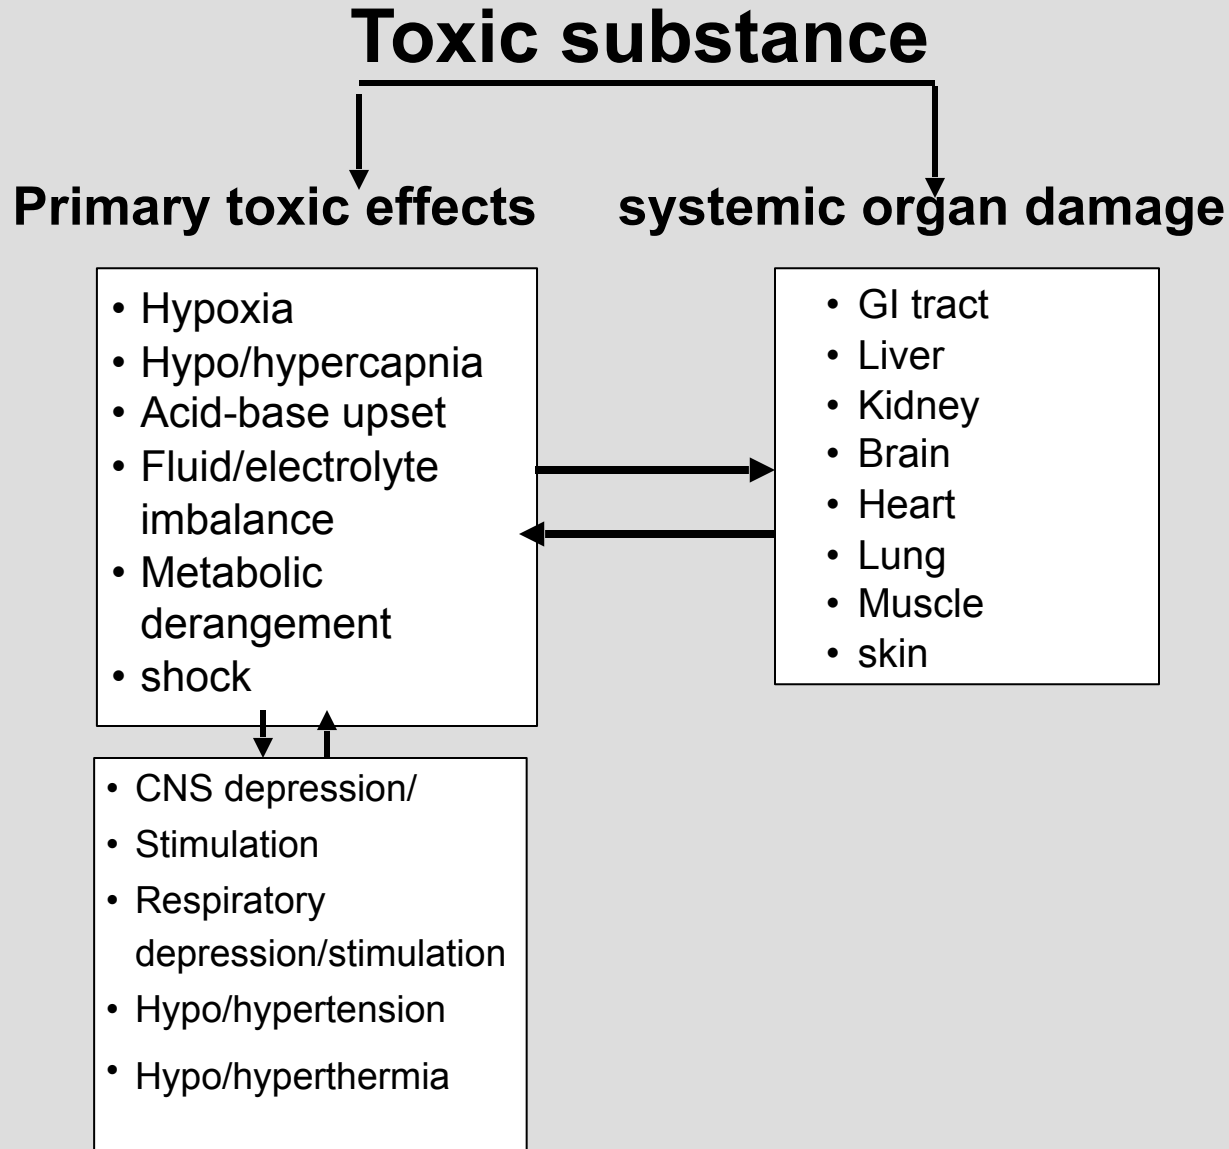 Toxic substance
Primary toxic effects
systemic organ damage
• Hypoxia
• Hypo/hypercapnia
• Acid-base upset
• Fluid/electrolyte
imbalance
• Metabolic
derangement
• shock
• GI tract
• Liver
• Kidney
• Brain
• Heart
• Lung
• Muscle
• skin
• CNS depression/
• Stimulation
• Respiratory
depression/stimulation
• Hypo/hypertension
• Hypo/hyperthermia